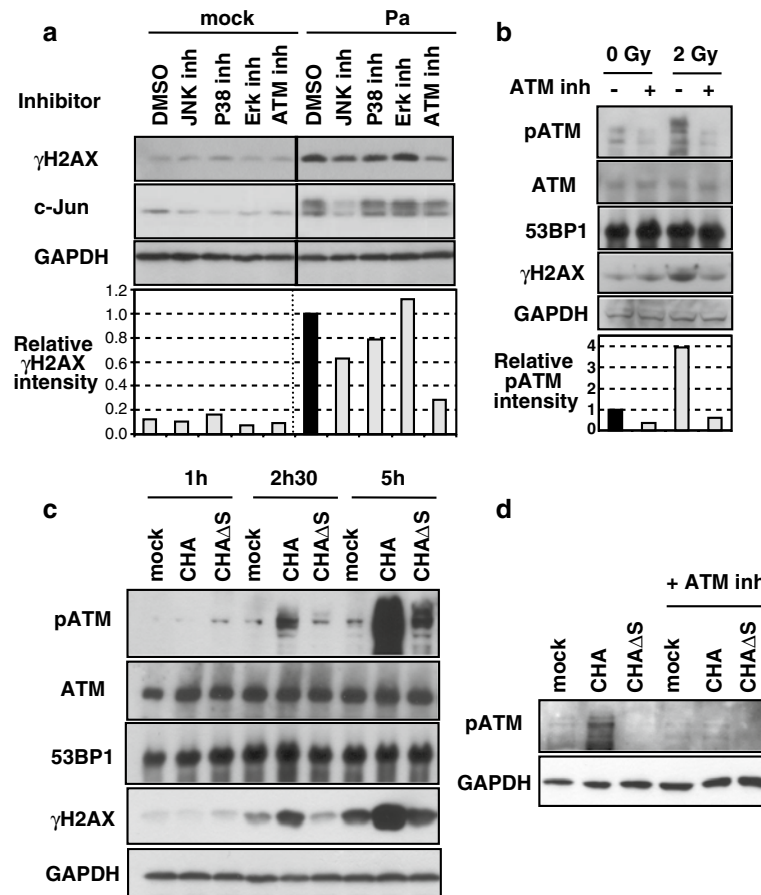 a
mock
Pa
Inhibitor
DMSO
JNK inh
P38 inh
Erk inh
ATM inh
DMSO
JNK inh
P38 inh
Erk inh
ATM inh
γH2AX
c-Jun
GAPDH
Relative
γH2AX
intensity
1.2
1.0
0.8
0.6
0.4
0.2
0.0
b
0 Gy
2 Gy
ATM inh
- + - +
pATM
ATM
53BP1
γH2AX
GAPDH
Relative
pATM
intensity
4
3
2
1
0
c
1h
2h30
5h
mock
CHA
CHAΔS
mock
CHA
CHAΔS
mock
CHA
CHAΔS
pATM
ATM
53BP1
γH2AX
GAPDH
d
+ ATM inh
mock
CHA
CHAΔS
mock
CHA
CHAΔS
pATM
GAPDH